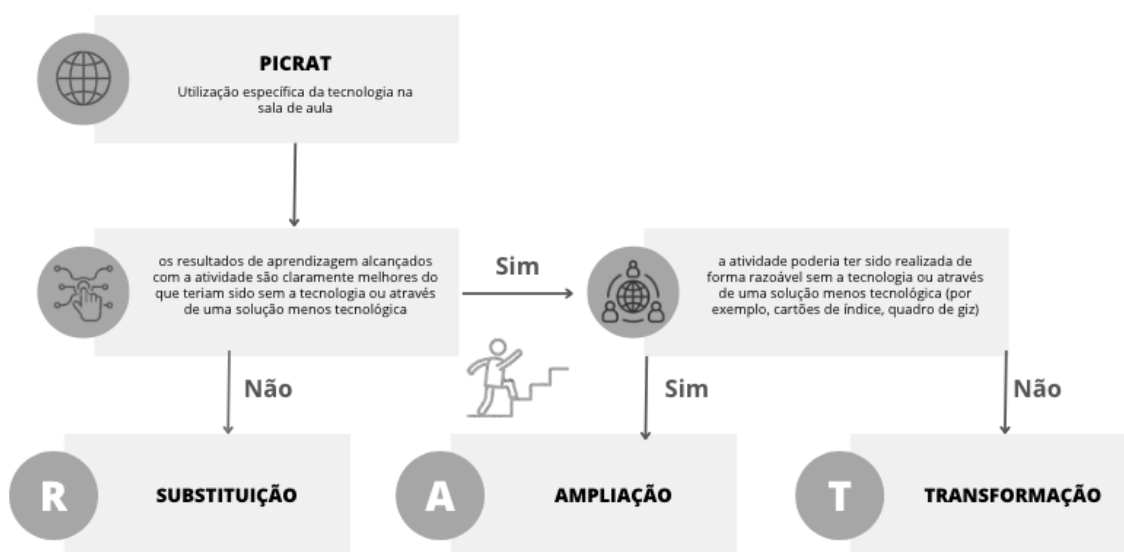 PICRAT
Utilização específica da tecnologia na
sala de aula
os resultados de aprendizagem alcançados
com a atividade são claramente melhores do
que teriam sido sem a tecnologia ou através
de uma solução menos tecnológica
Sim
a atividade poderia ter sido realizada de
forma razoável sem a tecnologia ou através
de uma solução menos tecnológica (por
exemplo, cartões de índice, quadro de giz)
Não
Sim
Não
R
SUBSTITUIÇÃO
A
AMPLIAÇÃO
T
TRANSFORMAÇÃO